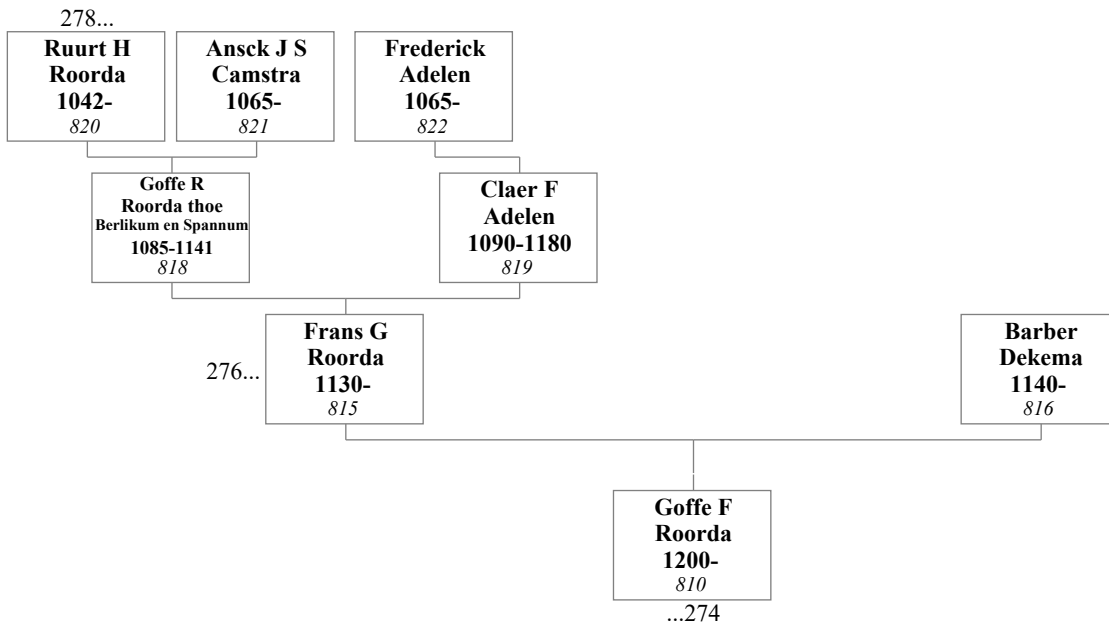 278...
Ruurt H
Roorda
1042-
820
Ansck J S
Camstra
1065-
821
Frederick
Adelen
1065-
822
Goffe R
Roorda thoe
Berlikum en Spannum
1085-1141
818
Claer F
Adelen
1090-1180
819
276...
Frans G
Roorda
1130-
815
Barber
Dekema
1140-
816
Goffe F
Roorda
1200-
810
...274